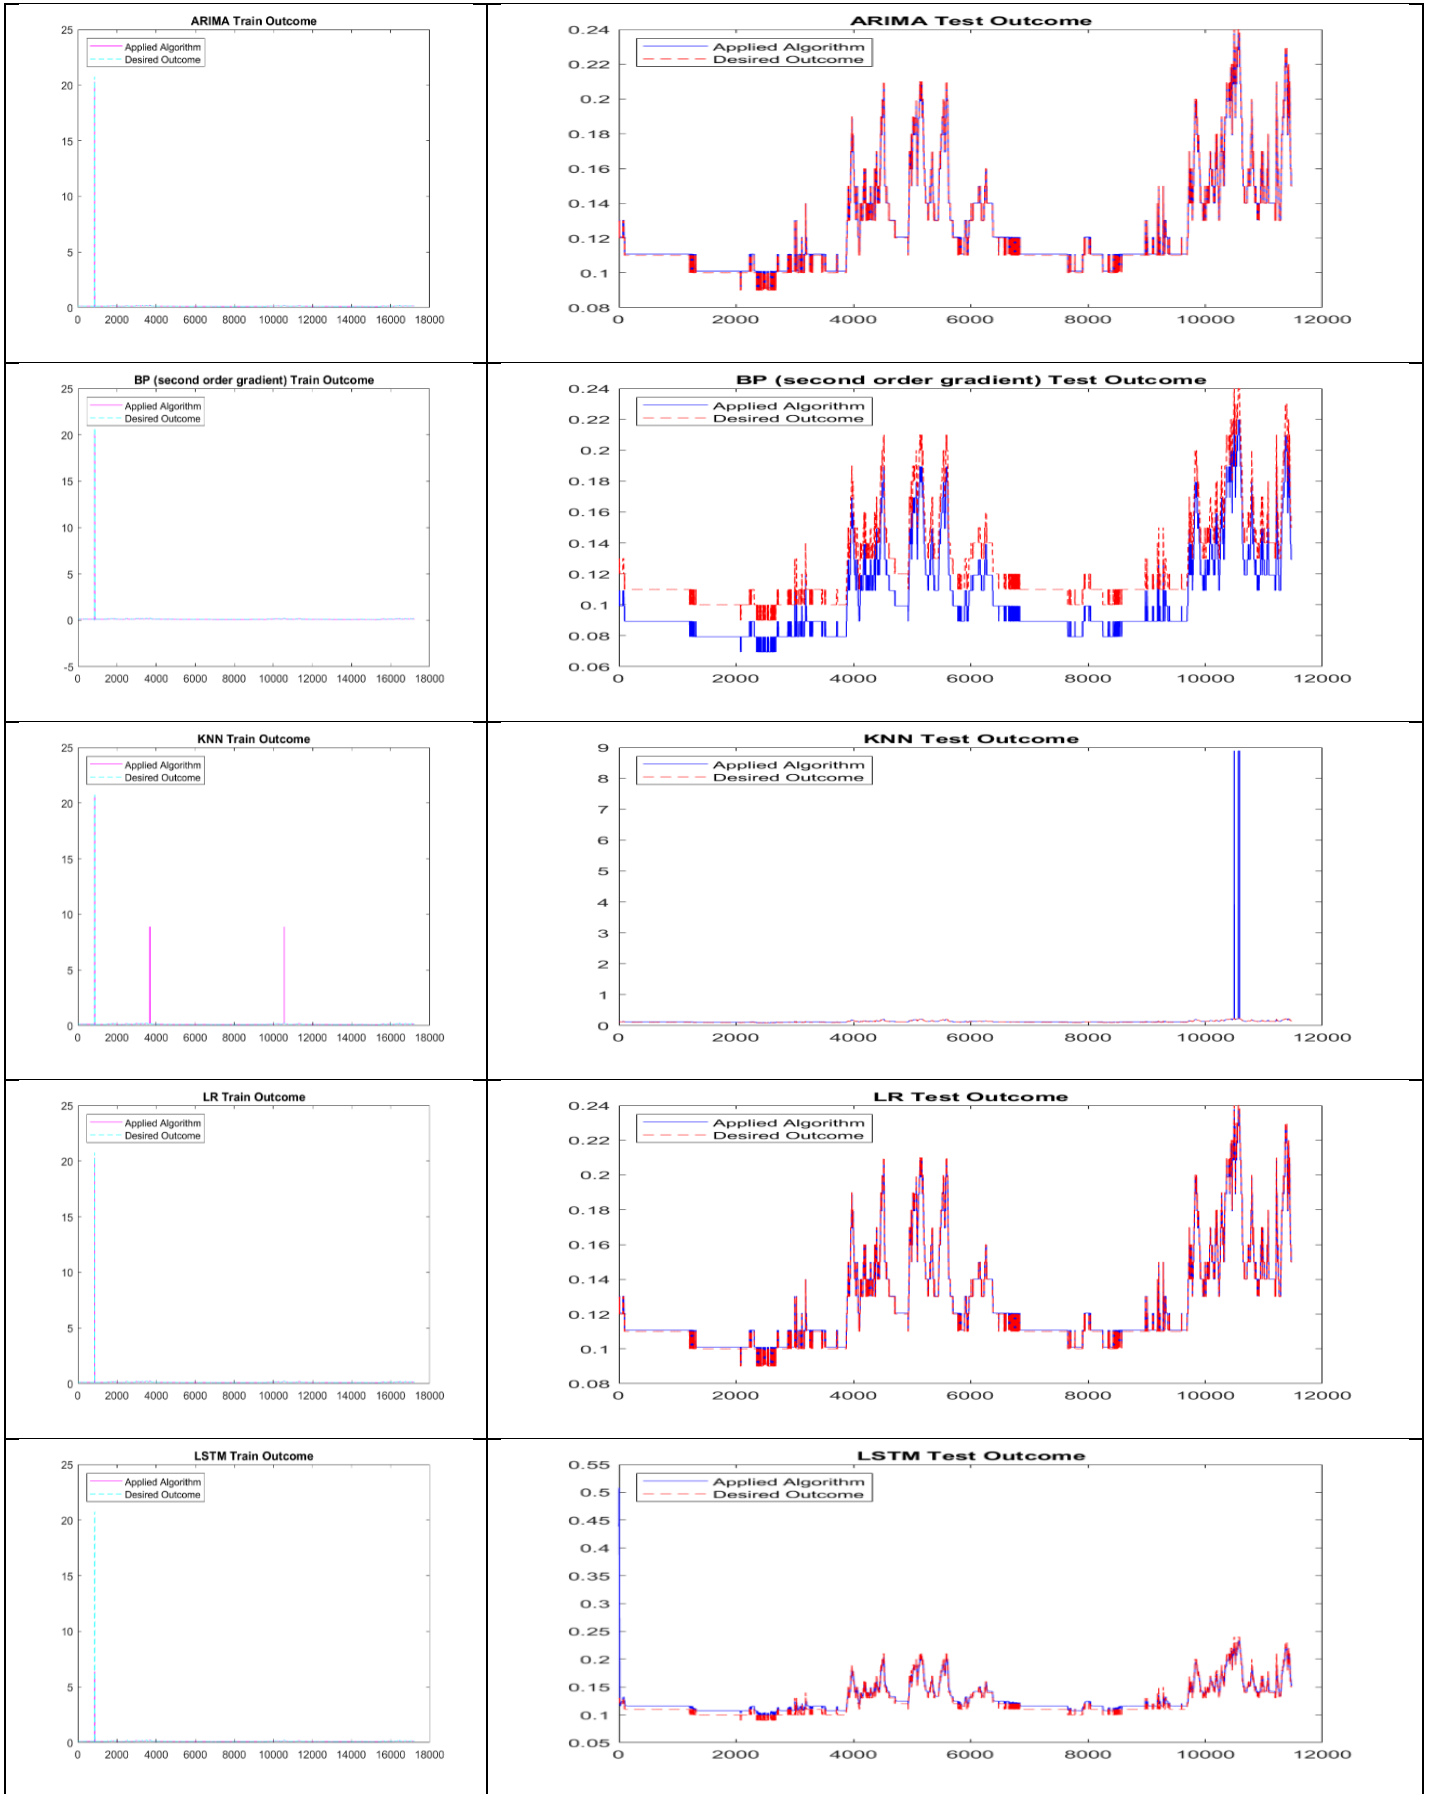 ARIMA Train Outcome
25
20
15
10
5
0
Applied Algorithm
Desired Outcome
0 2000 4000 6000 8000 10000 12000 14000 16000 18000
ARIMA Test Outcome
0.24
0.22
0.2
0.18
0.16
0.14
0.12
0.1
0.08
Applied Algorithm
Desired Outcome
0 2000 4000 6000 8000 10000 12000
BP (second order gradient) Train Outcome
25
20
15
10
5
0
-5
Applied Algorithm
Desired Outcome
0 2000 4000 6000 8000 10000 12000 14000 16000 18000
BP (second order gradient) Test Outcome
0.24
0.22
0.2
0.18
0.16
0.14
0.12
0.1
0.08
0.06
Applied Algorithm
Desired Outcome
0 2000 4000 6000 8000 10000 12000
KNN Train Outcome
25
20
15
10
5
0
Applied Algorithm
Desired Outcome
0 2000 4000 6000 8000 10000 12000 14000 16000 18000
KNN Test Outcome
9
8
7
6
5
4
3
2
1
0
Applied Algorithm
Desired Outcome
0 2000 4000 6000 8000 10000 12000
LR Train Outcome
25
20
15
10
5
0
Applied Algorithm
Desired Outcome
0 2000 4000 6000 8000 10000 12000 14000 16000 18000
LR Test Outcome
0.24
0.22
0.2
0.18
0.16
0.14
0.12
0.1
0.08
Applied Algorithm
Desired Outcome
0 2000 4000 6000 8000 10000 12000
LSTM Train Outcome
25
20
15
10
5
0
Applied Algorithm
Desired Outcome
0 2000 4000 6000 8000 10000 12000 14000 16000 18000
LSTM Test Outcome
0.55
0.5
0.45
0.4
0.35
0.3
0.25
0.2
0.15
0.1
0.05
Applied Algorithm
Desired Outcome
0 2000 4000 6000 8000 10000 12000